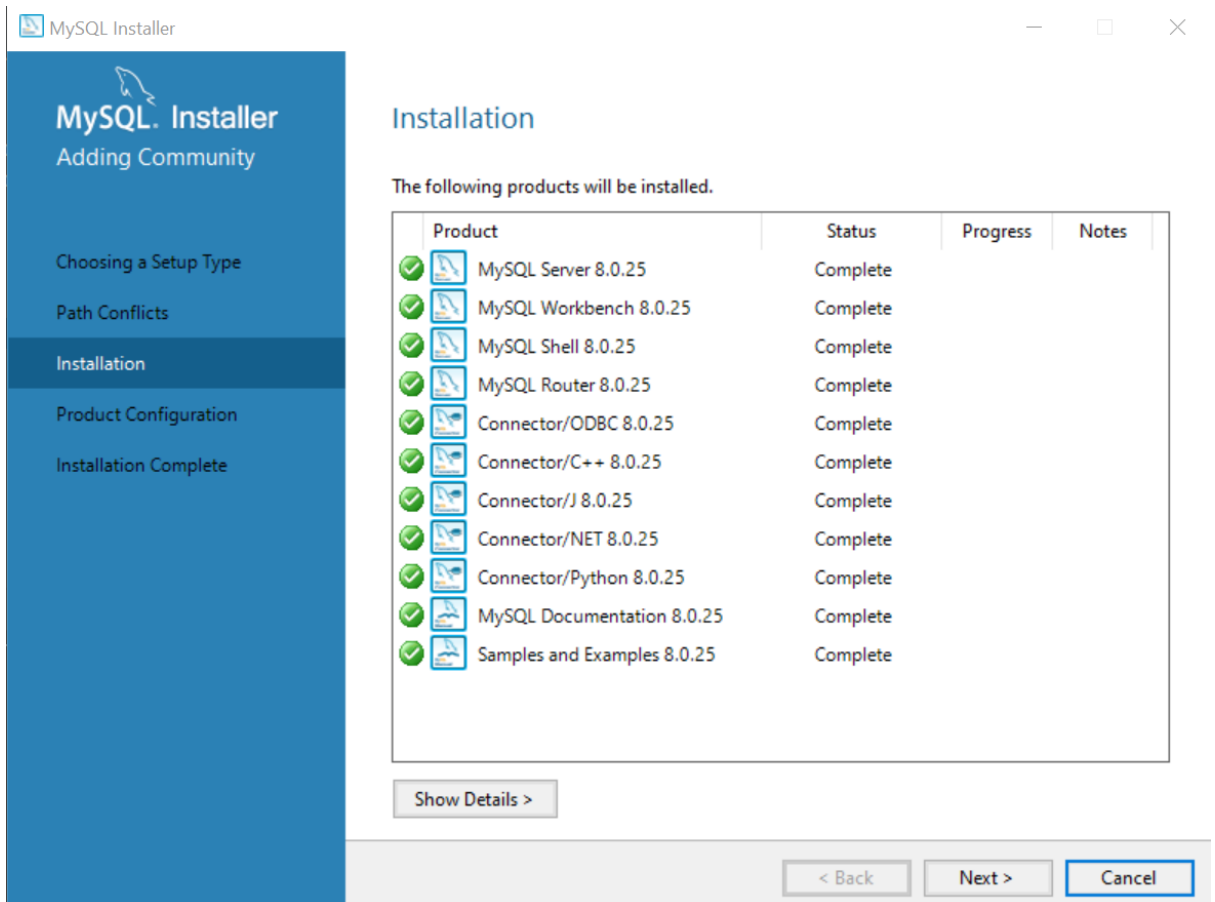 MySQL Installer
MySQL. Installer
Adding Community
Choosing a Setup Type
Path Conflicts
Installation
Product Configuration
Installation Complete
Installation
The following products will be installed.
Product Status Progress Notes
MySQL Server 8.0.25 Complete
MySQL Workbench 8.0.25 Complete
MySQL Shell 8.0.25 Complete
MySQL Router 8.0.25 Complete
Connector/ODBC 8.0.25 Complete
Connector/C++ 8.0.25 Complete
Connector/J 8.0.25 Complete
Connector/NET 8.0.25 Complete
Connector/Python 8.0.25 Complete
MySQL Documentation 8.0.25 Complete
Samples and Examples 8.0.25 Complete
Show Details >
< Back Next > Cancel